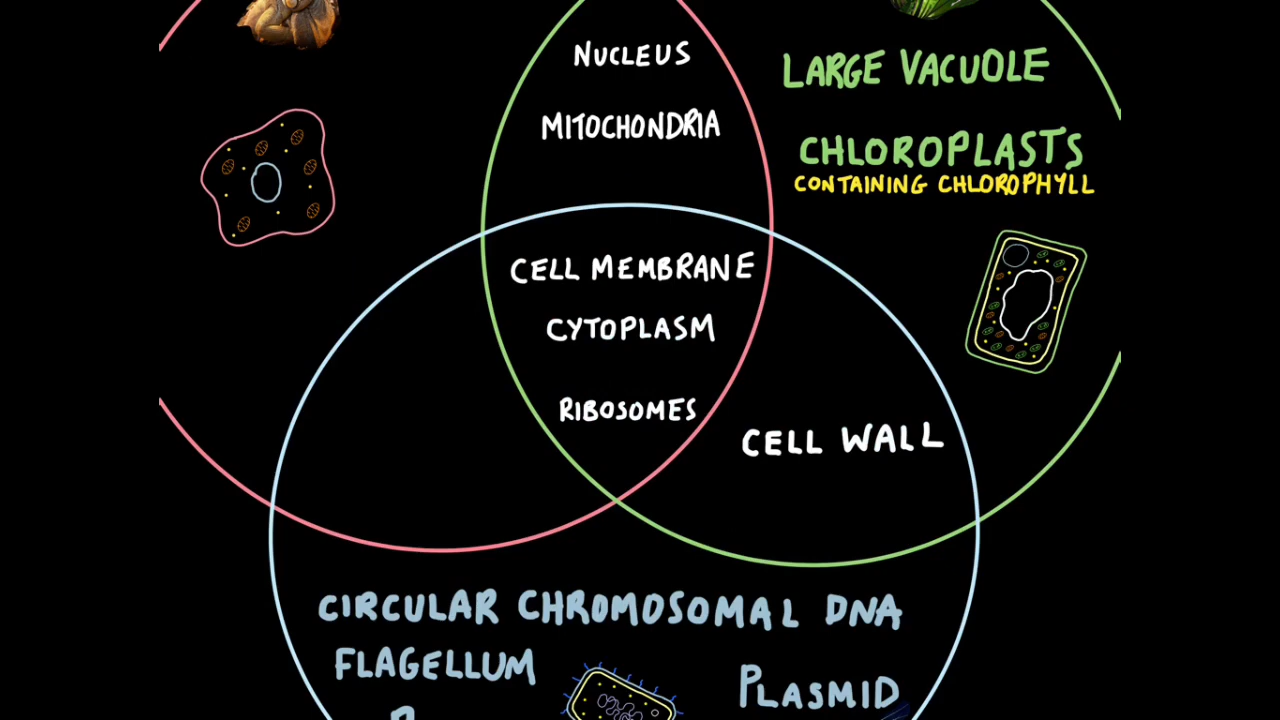 NUCLEUS
MITOCHONDRIA
LARGE VACUOLE
CHLOROPLASTS
CONTAINING CHLOROPHYLL
CELL MEMBRANE
CYTOPLASM
RIBOSOMES
CELL WALL
CIRCULAR CHROMOSOMAL DNA
FLAGELLUM
PLASMID